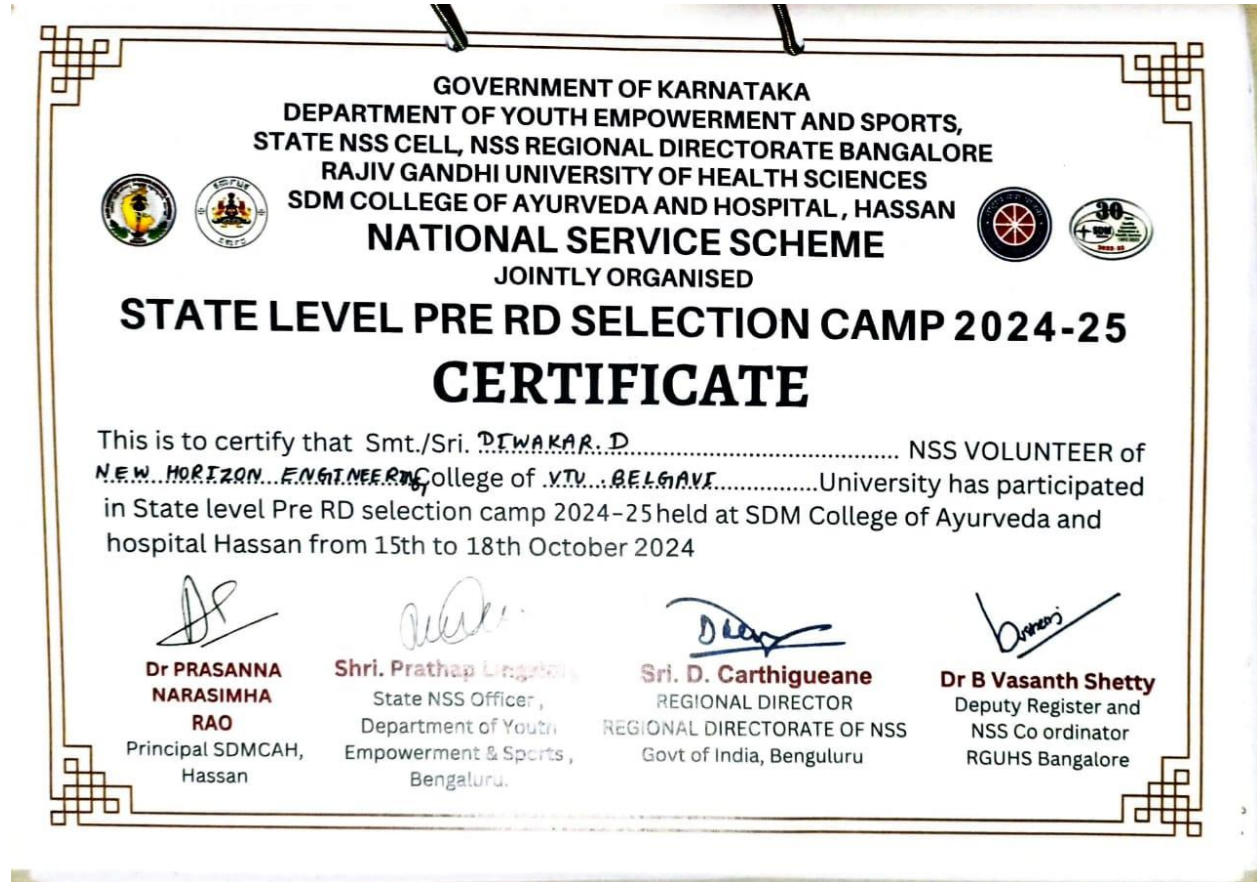 GOVERNMENT OF KARNATAKA
DEPARTMENT OF YOUTH EMPOWERMENT AND SPORTS,
STATE NSS CELL, NSS REGIONAL DIRECTORATE BANGALORE
RAJIV GANDHI UNIVERSITY OF HEALTH SCIENCES
SDM COLLEGE OF AYURVEDA AND HOSPITAL, HASSAN
30
SDM
NATIONAL SERVICE SCHEME
JOINTLY ORGANISED
STATE LEVEL PRE RD SELECTION CAMP 2024-25
CERTIFICATE
This is to certify that Smt./Sri. DIWAKAR. D NSS VOLUNTEER of
NEW HORIZON ENGINEERING College of VTU BELGAVI University has participated
in State level Pre RD selection camp 2024-25 held at SDM College of Ayurveda and
hospital Hassan from 15th to 18th October 2024
Dr PRASANNA
NARASIMHA
RAO
Principal SDMCAH,
Hassan
Shri. Prathap
State NSS Officer,
Department of Youth
Empowerment & Sports,
Bengaluru.
Sri. D. Carthigueane
REGIONAL DIRECTOR
REGIONAL DIRECTORATE OF NSS
Govt of India, Benguluru
Dr B Vasanth Shetty
Deputy Register and
NSS Co ordinator
RGUHS Bangalore